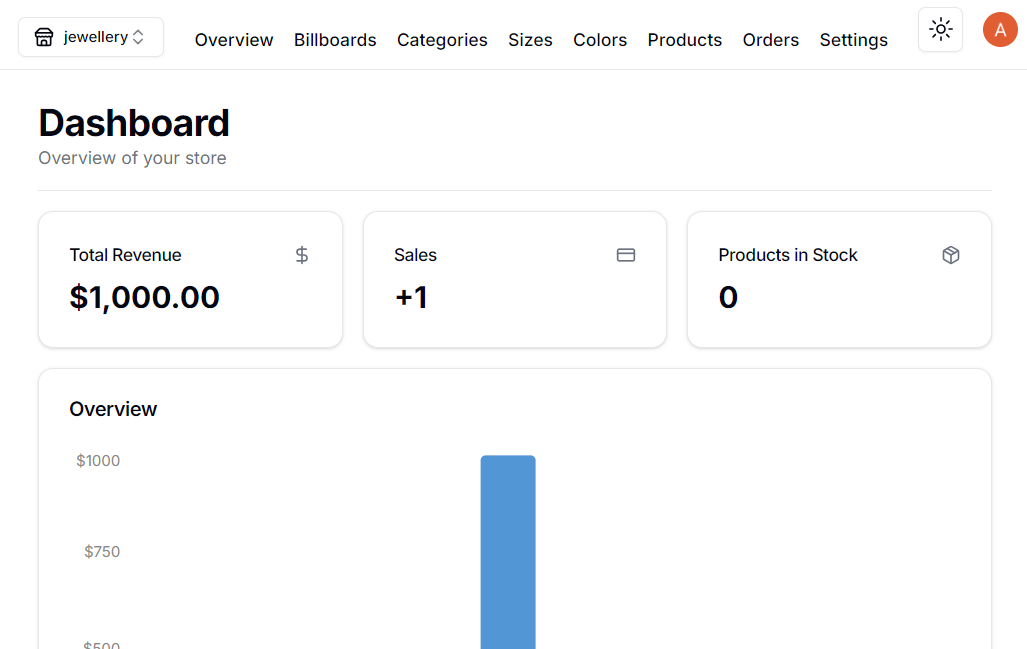 jewellery Overview Billboards Categories Sizes Colors Products Orders Settings A
Dashboard
Overview of your store
Total Revenue
$1,000.00
Sales
+1
Products in Stock
0
Overview
$1000
$750
$500